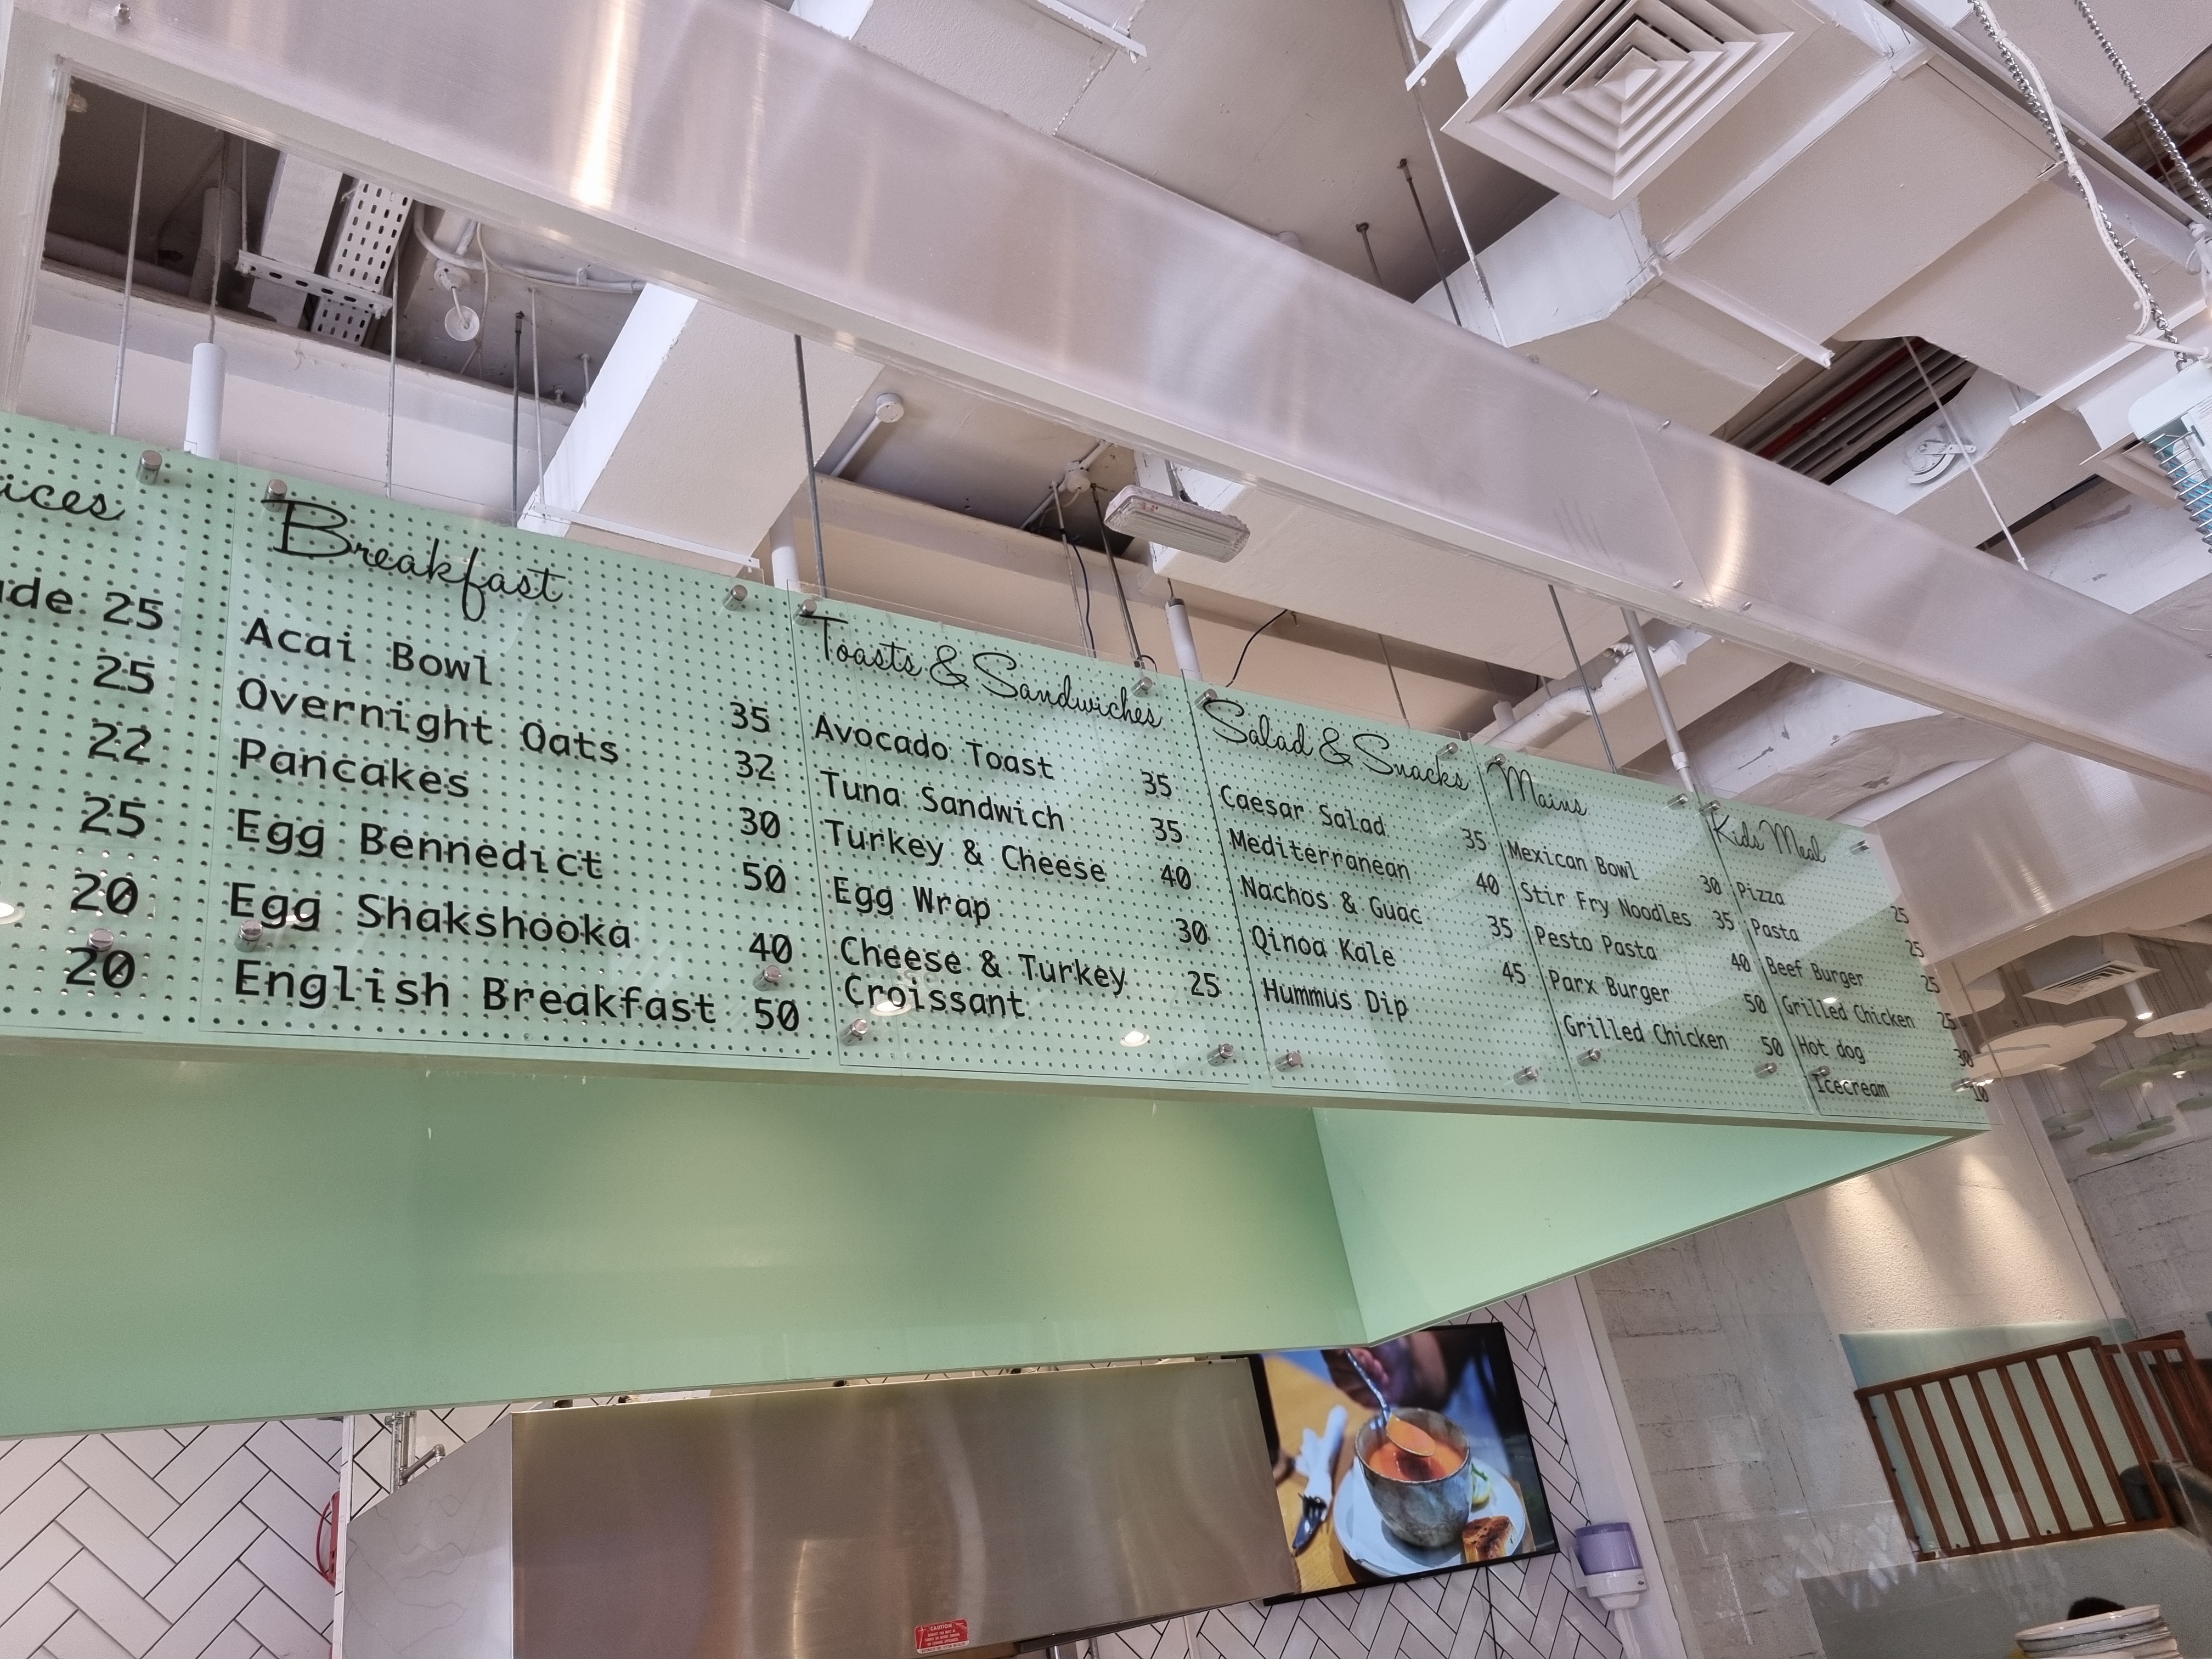 ices
ade 25
25
22
25
20
20
Breakfast
Acai Bowl 35
Overnight Oats 32
Pancakes 30
Egg Bennedict 50
Egg Shakshooka 40
English Breakfast 50
Toasts & Sandwiches
Avocado Toast 35
Tuna Sandwich 35
Turkey & Cheese 40
Egg Wrap 30
Cheese & Turkey 25
Croissant
Salad & Snacks
Caesar Salad 35
Mediterranean 40
Nachos & Guac 35
Qinoa Kale 45
Hummus Dip
Mains
Mexican Bowl 30
Stir Fry Noodles 35
Pesto Pasta 40
Parx Burger 50
Grilled Chicken 50
Kids Meal
Pizza 25
Pasta 25
Beef Burger 25
Grilled Chicken 25
Hot dog 30
Icecream 10
CAUTION